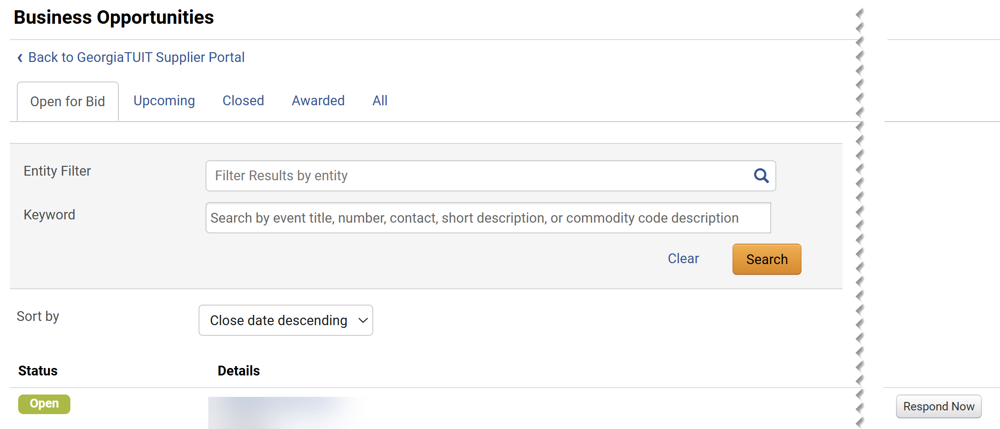 Business Opportunities
‹ Back to GeorgiaTUIT Supplier Portal
Open for Bid Upcoming Closed Awarded All
Entity Filter Filter Results by entity
Keyword Search by event title, number, contact, short description, or commodity code description
Clear Search
Sort by Close date descending
Status Details
Open Respond Now